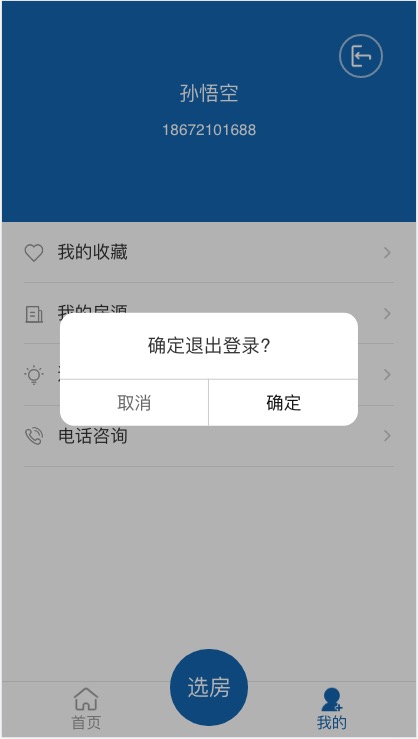 孙悟空
18672101688
我的收藏
我的房源
确定退出登录?
取消
确定
电话咨询
选房
首页
我的